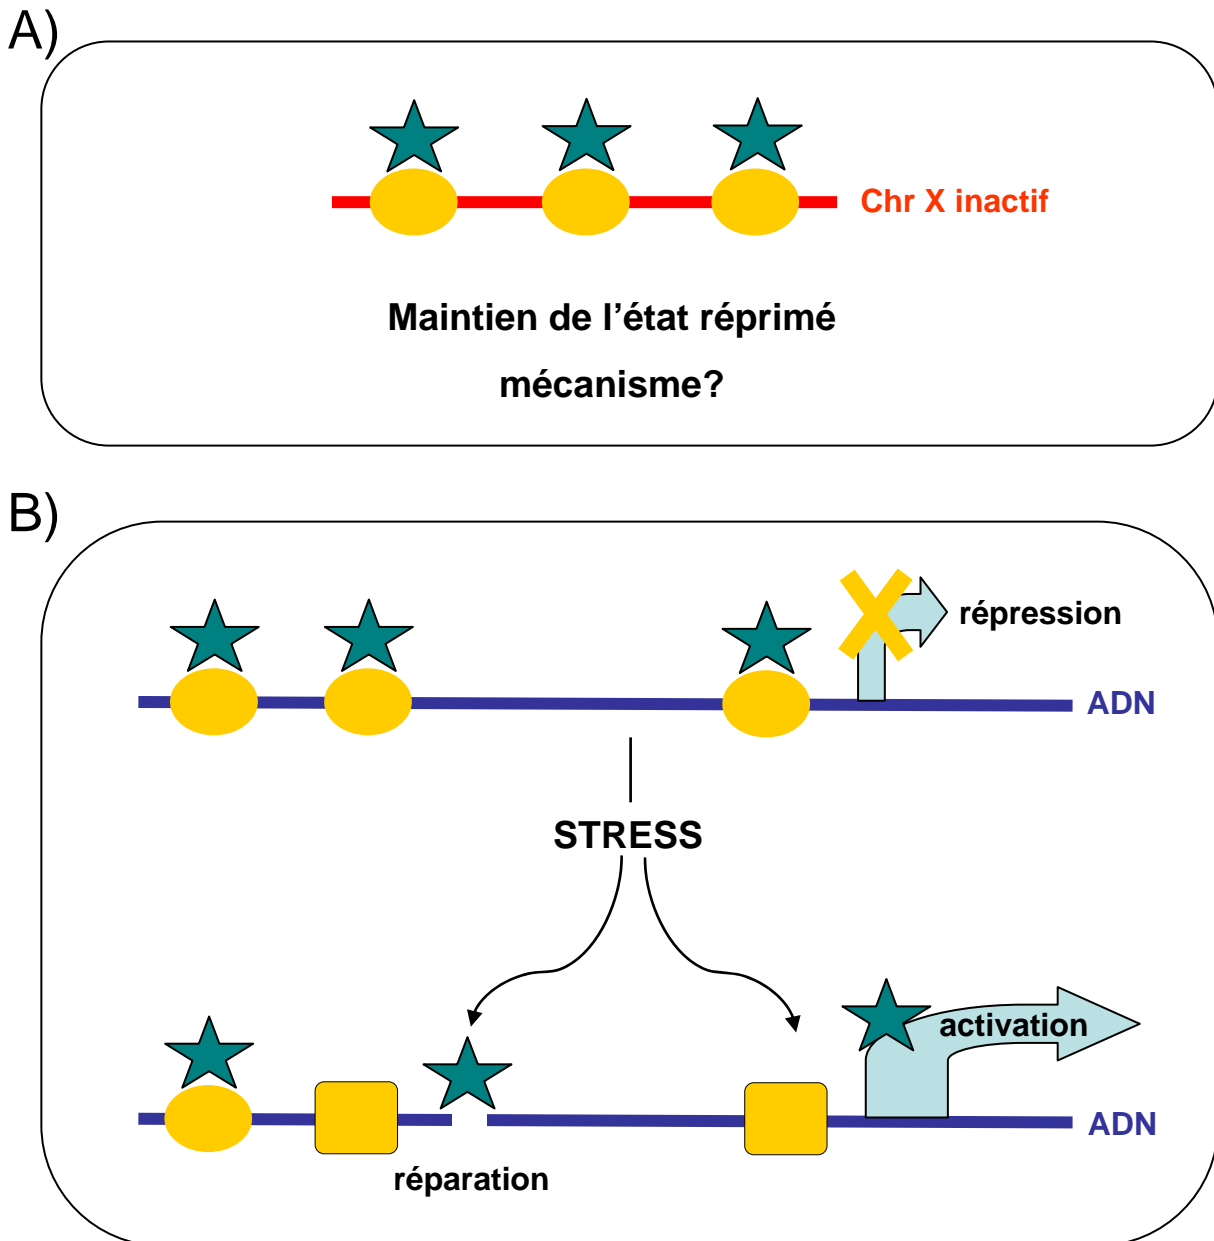 A)
Chr X inactif
Maintien de l'état réprimé
mécanisme?
B)
répression
ADN
STRESS
activation
ADN
réparation